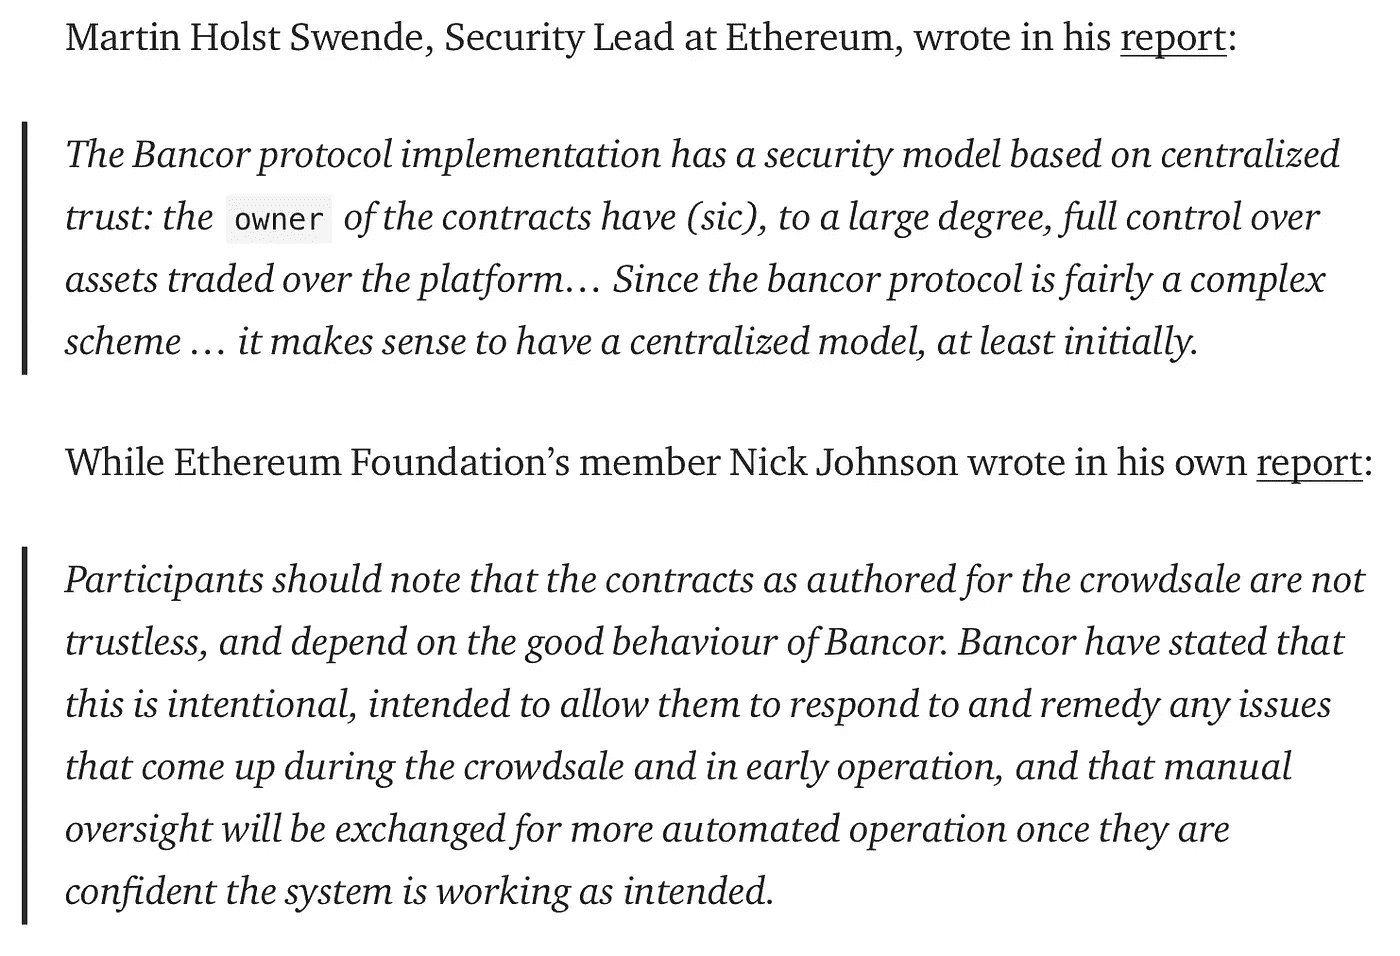 Martin Holst Swende, Security Lead at Ethereum, wrote in his report:
The Bancor protocol implementation has a security model based on centralized
trust: the owner of the contracts have (sic), to a large degree, full control over
assets traded over the platform… Since the bancor protocol is fairly a complex
scheme … it makes sense to have a centralized model, at least initially.
While Ethereum Foundation’s member Nick Johnson wrote in his own report:
Participants should note that the contracts as authored for the crowdsale are not
trustless, and depend on the good behaviour of Bancor. Bancor have stated that
this is intentional, intended to allow them to respond to and remedy any issues
that come up during the crowdsale and in early operation, and that manual
oversight will be exchanged for more automated operation once they are
confident the system is working as intended.